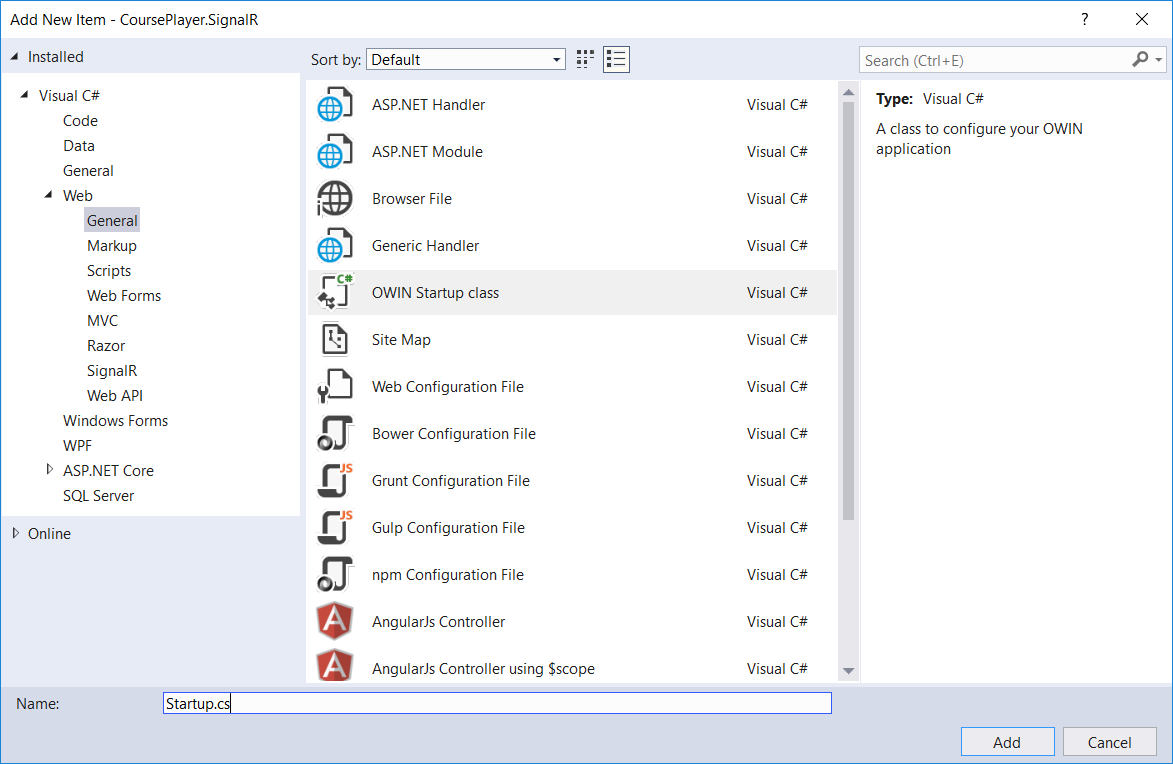 Add New Item - CoursePlayer.SignalR
?
Installed
Sort by: Default
Search (Ctrl+E)
Visual C#
Code
Data
General
Web
General
Markup
Scripts
Web Forms
MVC
Razor
SignalR
Web API
Windows Forms
WPF
ASP.NET Core
SQL Server
Online
ASP.NET Handler Visual C#
ASP.NET Module Visual C#
Browser File Visual C#
Generic Handler Visual C#
C#
OWIN Startup class Visual C#
Site Map Visual C#
Web Configuration File Visual C#
Bower Configuration File Visual C#
JS
Grunt Configuration File Visual C#
JS
Gulp Configuration File Visual C#
npm Configuration File Visual C#
A
AngularJs Controller Visual C#
A
AngularJs Controller using $scope Visual C#
Type: Visual C#
A class to configure your OWIN
application
Name: Startup.cs
Add Cancel